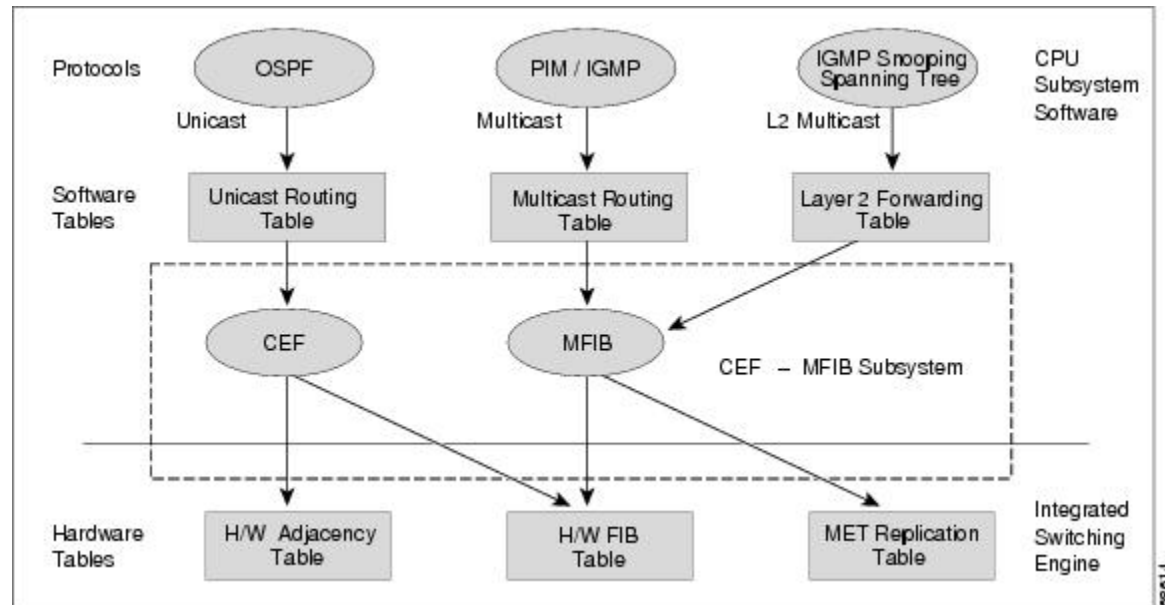 Protocols
OSPF
PIM / IGMP
IGMP Snooping
Spanning Tree
CPU
Subsystem
Software
Unicast
Multicast
L2 Multicast
Software
Tables
Unicast Routing
Table
Multicast Routing
Table
Layer 2 Forwarding
Table
CEF
MFIB
CEF – MFIB Subsystem
Hardware
Tables
H/W Adjacency
Table
H/W FIB
Table
MET Replication
Table
Integrated
Switching
Engine